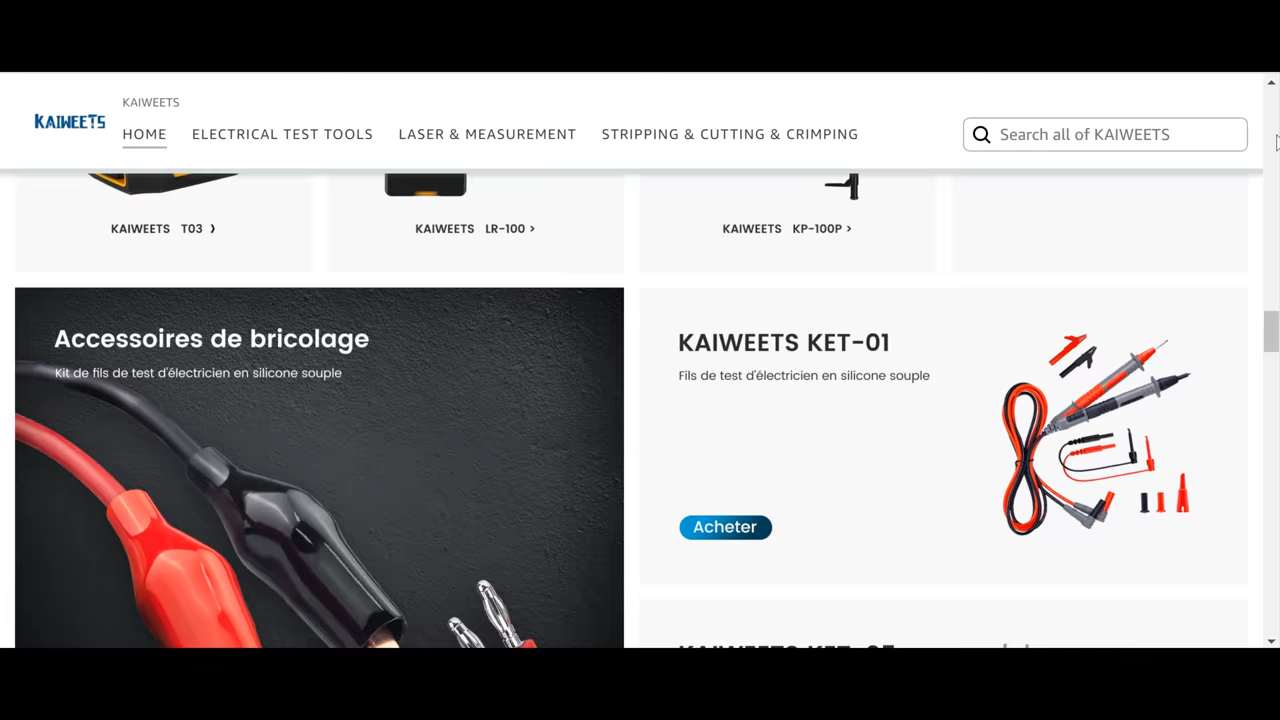 KAIWEETS
KAIWEETS
HOME
ELECTRICAL TEST TOOLS
LASER & MEASUREMENT
STRIPPING & CUTTING & CRIMPING
Search all of KAIWEETS
KAIWEETS T03 >
KAIWEETS LR-100 >
KAIWEETS KP-100P >
Accessoires de bricolage
Kit de fils de test d'électricien en silicone souple
KAIWEETS KET-01
Fils de test d'électricien en silicone souple
Acheter